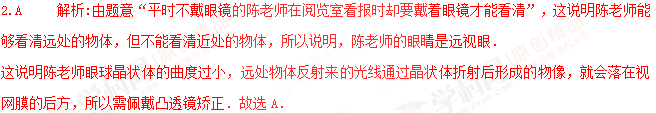 2.A 解析:由题意“平时不戴眼镜的陈老师在阅览室看报时却要戴着眼镜才能看清”,这说明陈老师能
够看清远处的物体,但不能看清近处的物体,所以说明,陈老师的眼睛是远视眼.
这说明陈老师眼球晶状体的曲度过小,远处物体反射来的光线通过晶状体折射后形成的物像,就会落在视
网膜的后方,所以需佩戴凸透镜矫正.故选 A.